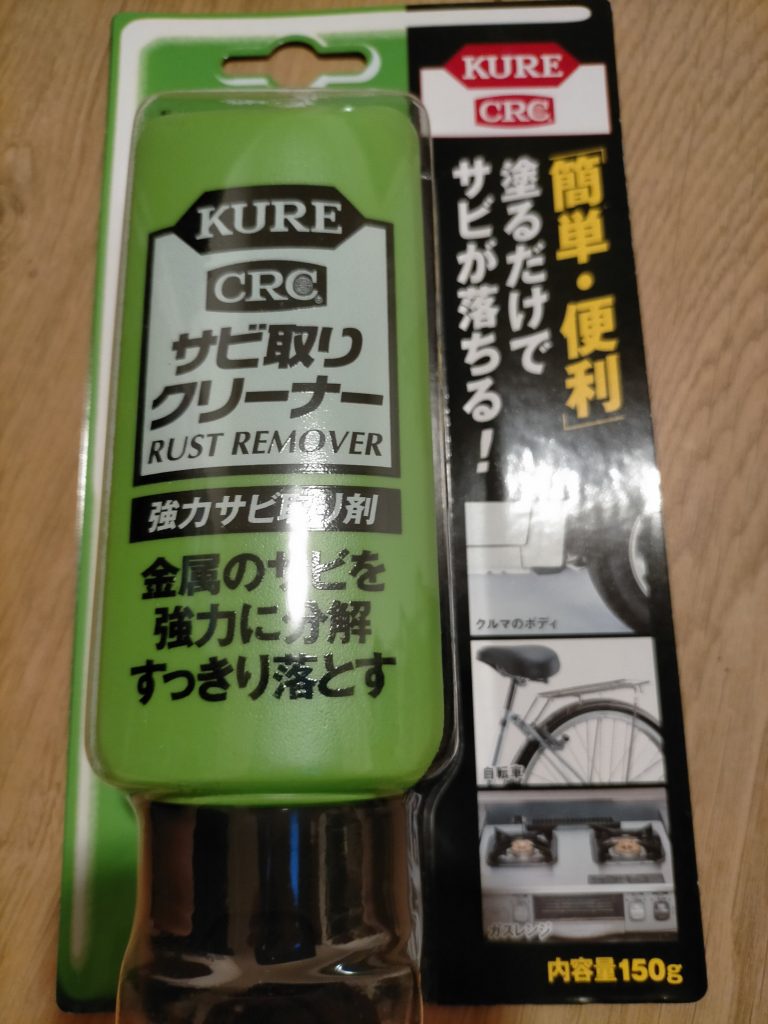 KURE
CRC
サビ取り
クリーナー
RUST REMOVER
強力サビ取り剤
金属のサビを
強力に分解
すっきり落とす
KURE
CRC
「簡単・便利」
塗るだけで
サビが落ちる!
クルマのボディ
自転車
ガスレンジ
内容量150g